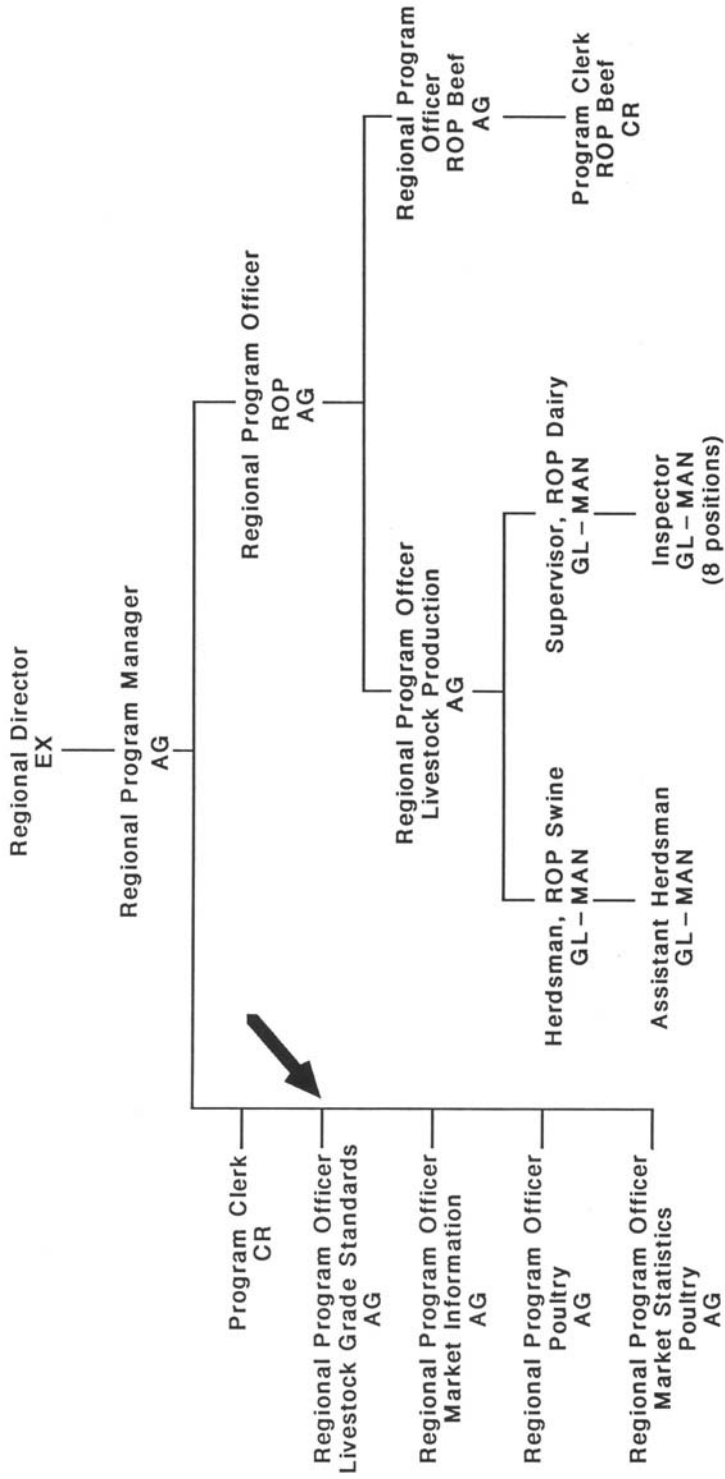 Regional Director
EX
Regional Program Manager
AG
Program Clerk
CR
Regional Program Officer
Livestock Grade Standards
AG
Regional Program Officer
Market Information
AG
Regional Program Officer
Poultry
AG
Regional Program Officer
Market Statistics
Poultry
AG
Regional Program Officer
ROP
AG
Regional Program Offcer
Livestock Production
AG
Herdsman, ROP Swine
GL – MAN
Assistant Herdsman
GL – MAN
Supervisor, ROP Dairy
GL – MAN
Inspector
GL – MAN
(8 positions)
Regional Program
Officer
ROP Beef
AG
Program Clerk
ROP Beef
CR